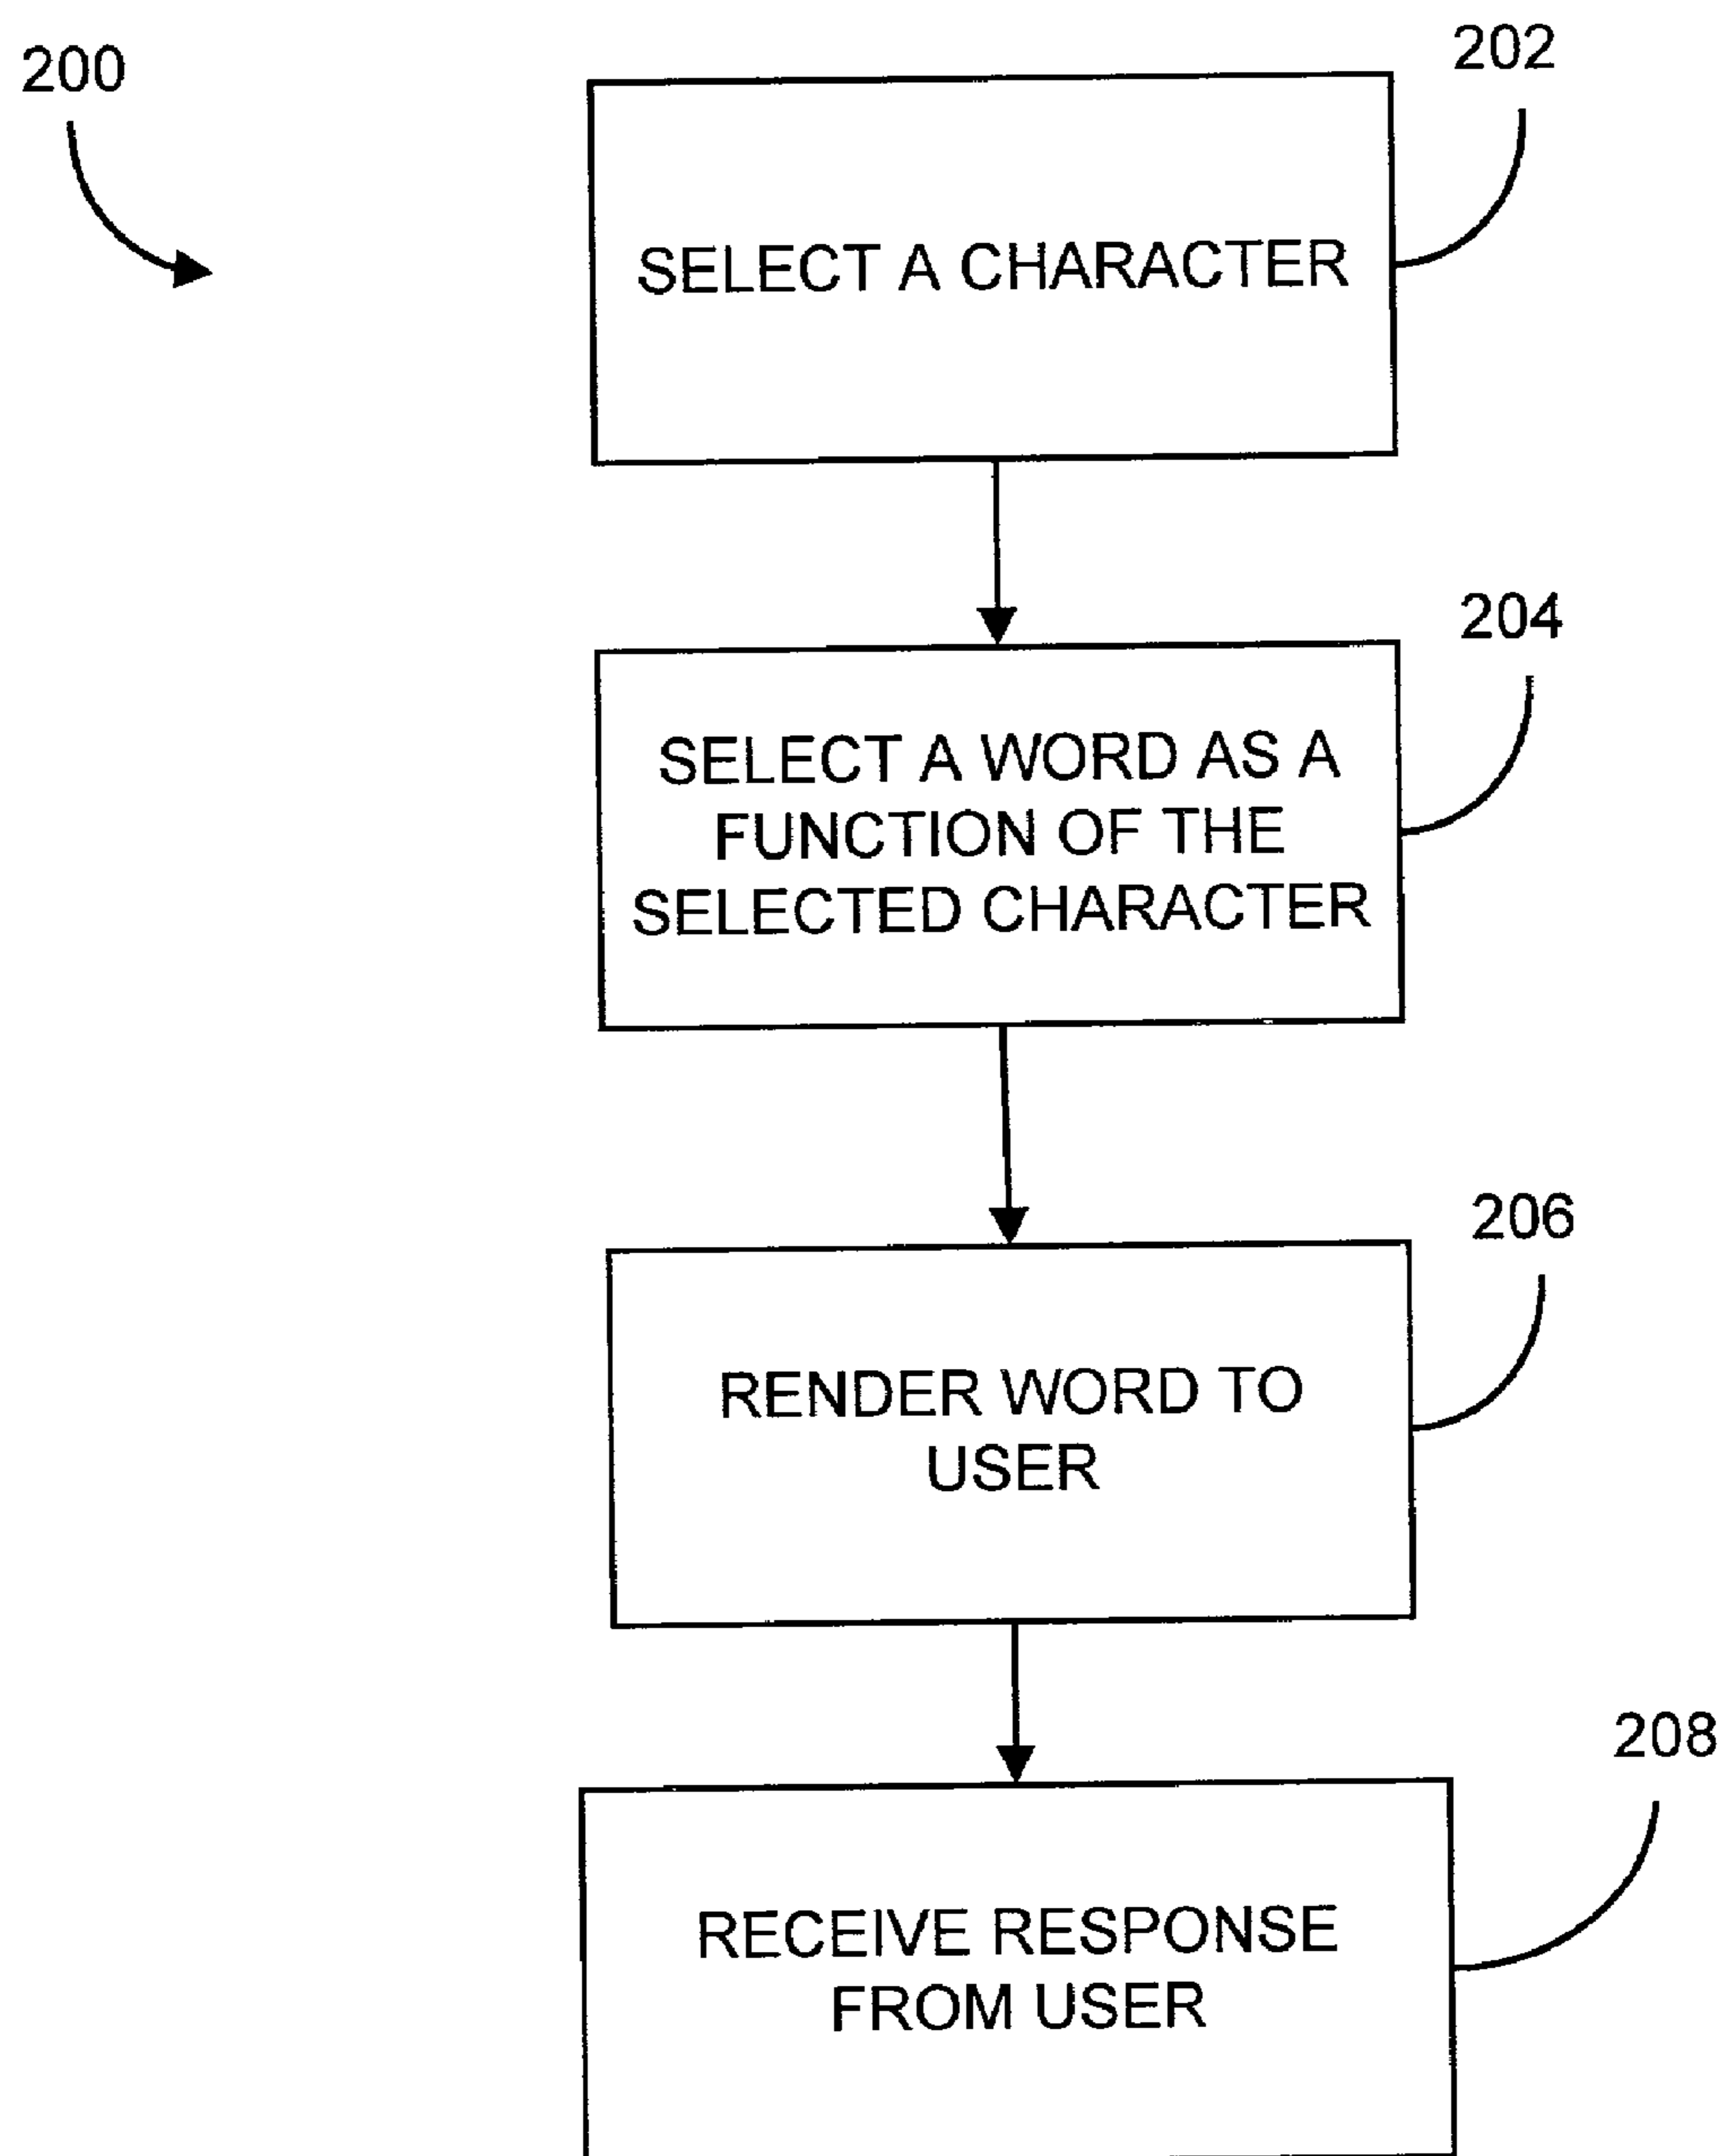 200
202
SELECT A CHARACTER
204
SELECT A WORD AS A
FUNCTION OF THE
SELECTED CHARACTER
206
RENDER WORD TO
USER
208
RECEIVE RESPONSE
FROM USER